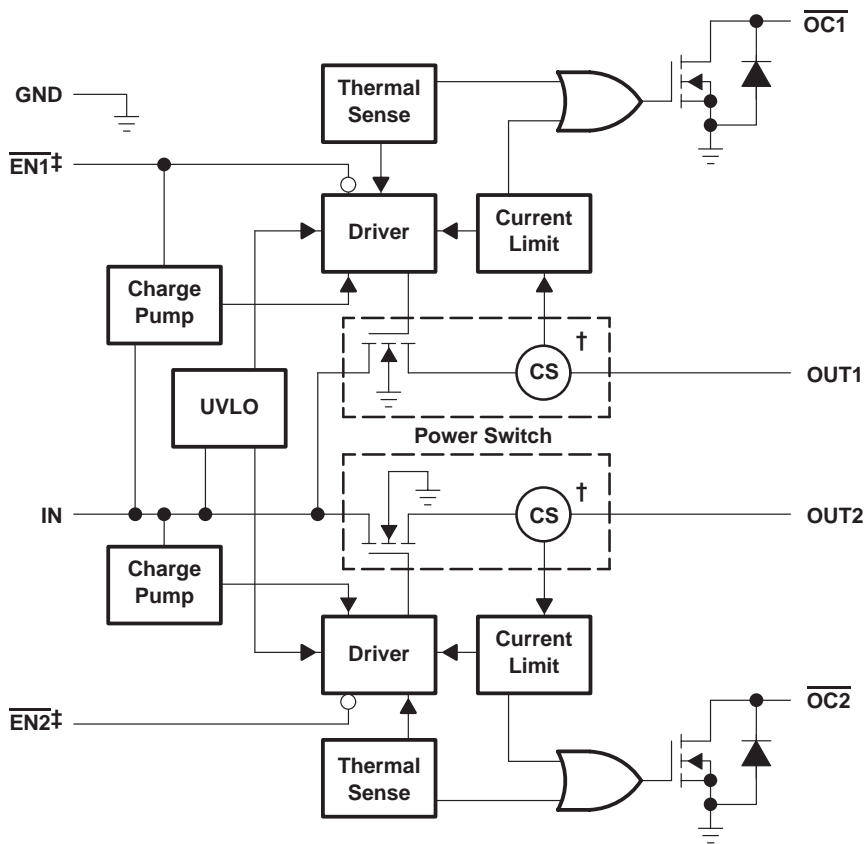 OC1
Thermal
Sense
GND
EN1‡
Driver
Current
Limit
Charge
Pump
†
CS
OUT1
UVLO
Power Switch
†
IN
CS
OUT2
Charge
Pump
Driver
Current
Limit
OC2
EN2‡
Thermal
Sense